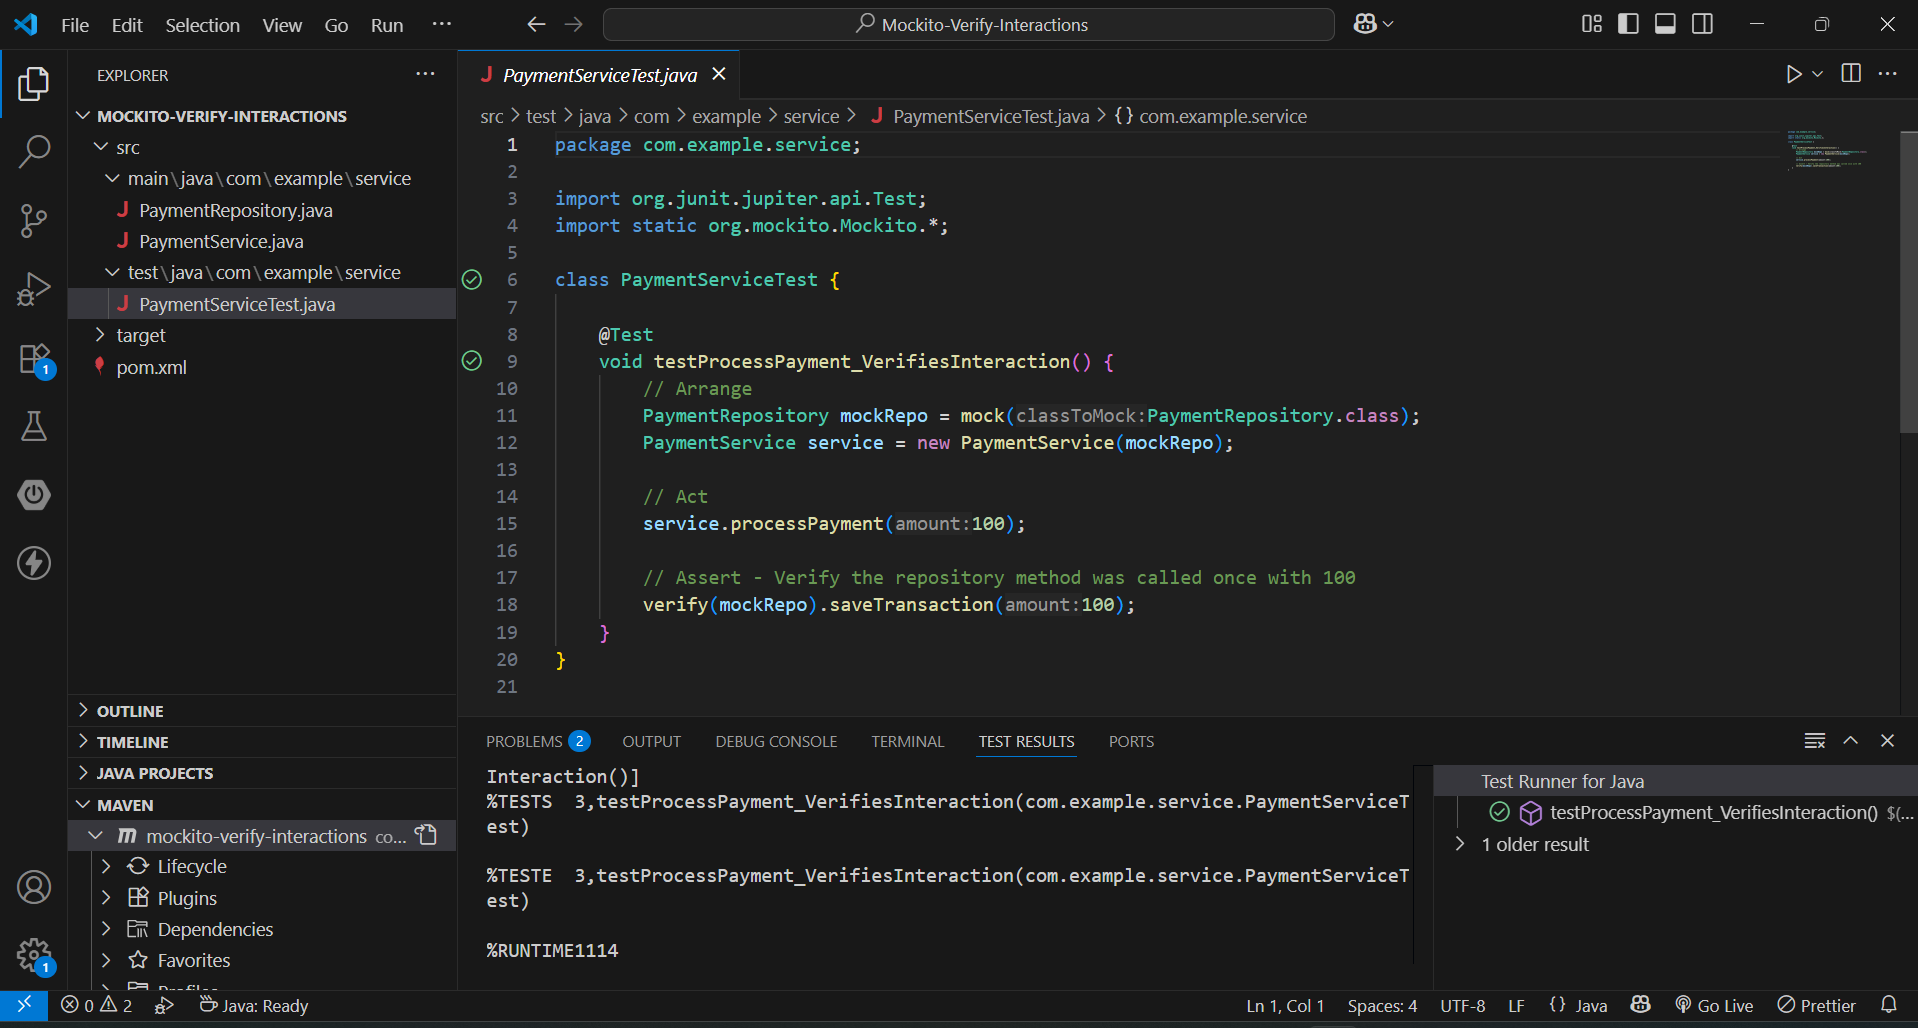 File Edit Selection View Go Run ···
Mockito-Verify-Interactions
EXPLORER
MOCKITO-VERIFY-INTERACTIONS
src
main\java\com\example\service
PaymentRepository.java
PaymentService.java
test\java\com\example\service
PaymentServiceTest.java
target
pom.xml
1
OUTLINE
TIMELINE
JAVA PROJECTS
MAVEN
mockito-verify-interactions co...
Lifecycle
Plugins
Dependencies
Favorites
1
PaymentServiceTest.java
src > test > java > com > example > service > J PaymentServiceTest.java > {} com.example.service
1 package com.example.service;
2
3 import org.junit.jupiter.api.Test;
4 import static org.mockito.Mockito.*;
5
6 class PaymentServiceTest {
7
8 @Test
9 void testProcessPayment_VerifiesInteraction() {
10 // Arrange
11 PaymentRepository mockRepo = mock(classToMock:PaymentRepository.class);
12 PaymentService service = new PaymentService(mockRepo);
13
14 // Act
15 service.processPayment(amount:100);
16
17 // Assert - Verify the repository method was called once with 100
18 verify(mockRepo).saveTransaction(amount:100);
19 }
20 }
21
PROBLEMS 2 OUTPUT DEBUG CONSOLE TERMINAL TEST RESULTS PORTS
Interaction()]
%TESTS 3,testProcessPayment_VerifiesInteraction(com.example.service.PaymentServiceT
est)
%TESTE 3,testProcessPayment_VerifiesInteraction(com.example.service.PaymentServiceT
est)
%RUNTIME1114
Test Runner for Java
testProcessPayment_VerifiesInteraction() $(...
1 older result
0 2 Java: Ready
Ln 1, Col 1 Spaces: 4 UTF-8 LF {} Java Go Live Prettier